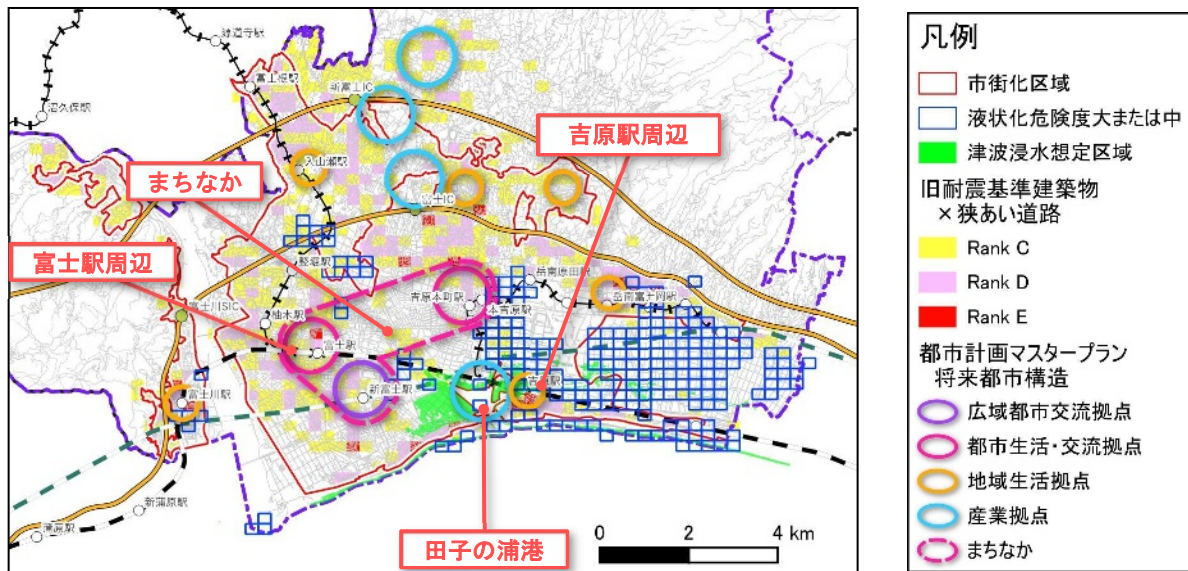 竪道寺駅
沼久保駅
富士根駅
新富士IC
吉原駅周辺
入山瀬駅
まちなか
富士IC
富士駅周辺
竪堀駅
岳南原田駅
富士川SIC
吉原本町駅
本吉原駅
岳南富士岡駅
柚木駅
富士駅
新富士駅
吉原駅
富士川駅
新蒲原駅
蒲原駅
田子の浦港
0 2 4 km
凡例
市街化区域
液状化危険度大または中
津波浸水想定区域
旧耐震基準建築物
×狭あい道路
Rank C
Rank D
Rank E
都市計画マスタープラン
将来都市構造
広域都市交流拠点
都市生活・交流拠点
地域生活拠点
産業拠点
まちなか